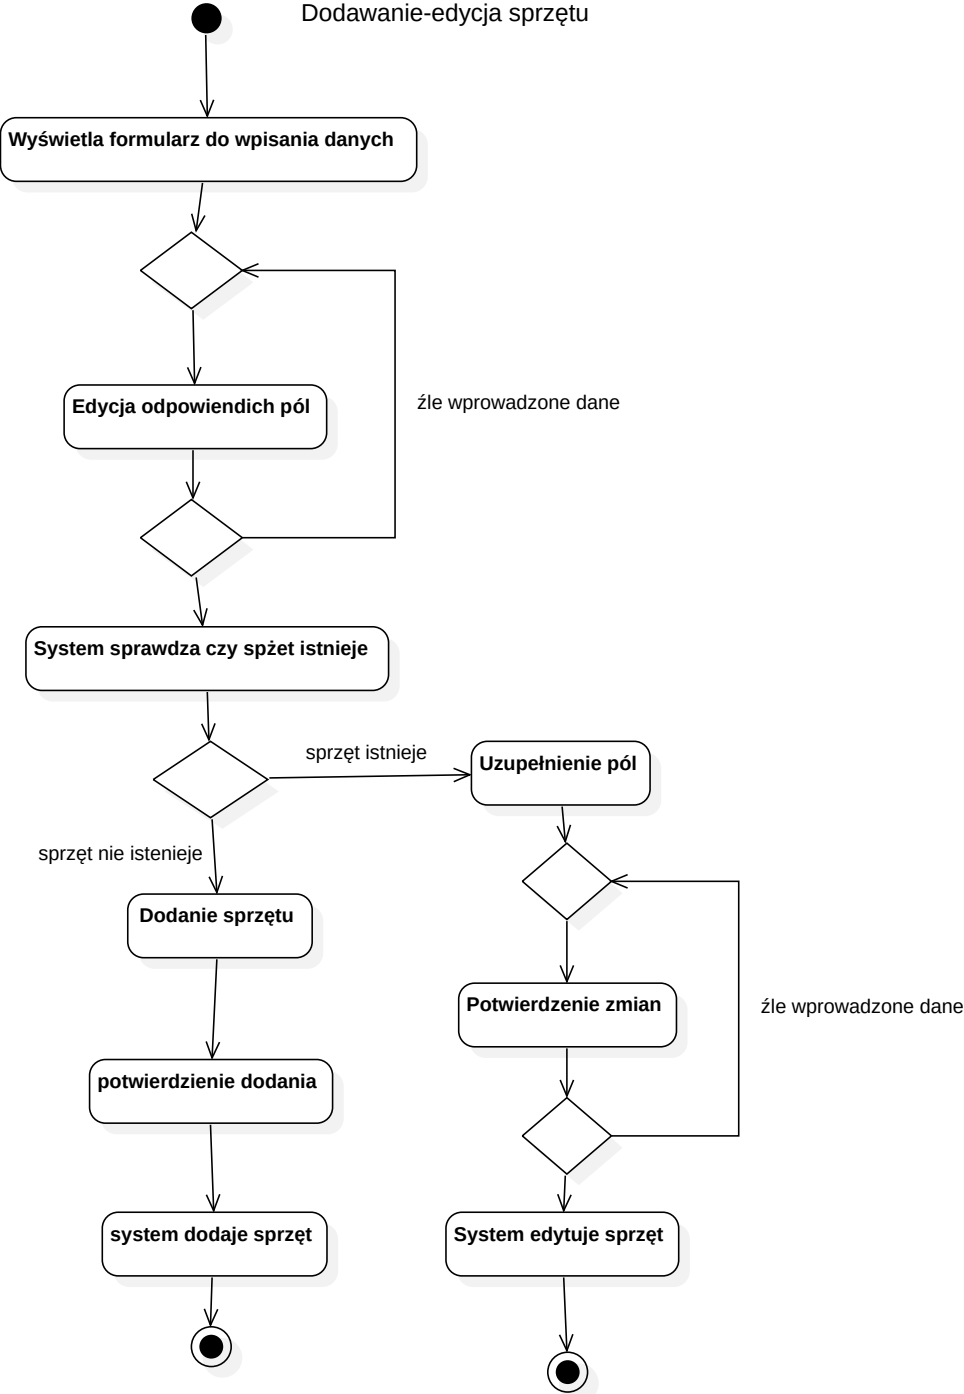 Dodawanie-edycja sprzętu
Wyświetla formularz do wpisania danych
Edycja odpowiendich pól
źle wprowadzone dane
System sprawdza czy spżet istnieje
sprzęt istnieje
Uzupełnienie pól
sprzęt nie istenieje
Dodanie sprzętu
Potwierdzenie zmian
źle wprowadzone dane
potwierdzienie dodania
system dodaje sprzęt
System edytuje sprzęt